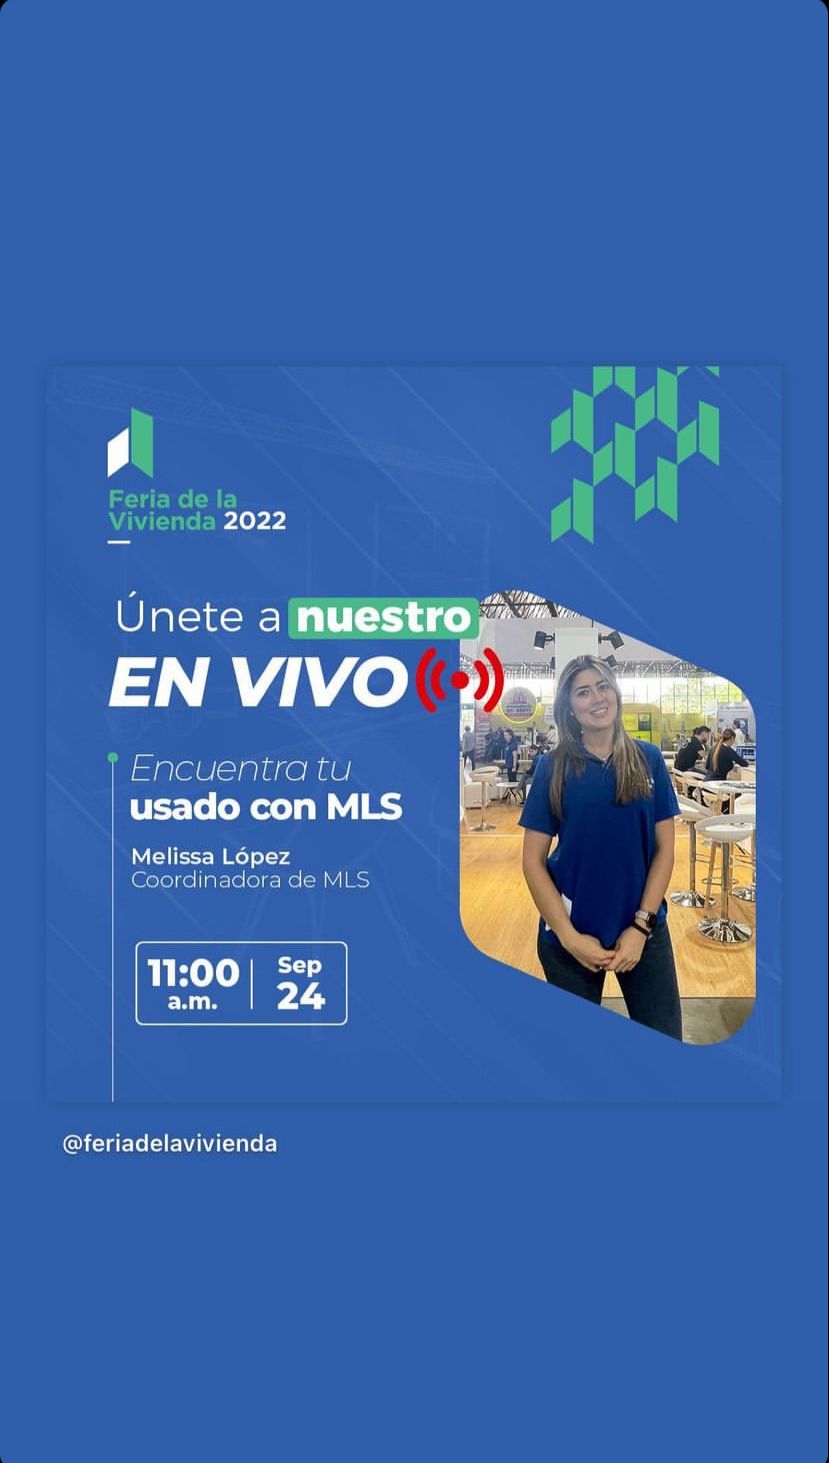 Feria de la
Vivienda 2022
Únete a nuestro
EN VIVO
Encuentra tu
usado con MLS
Melissa López
Coordinadora de MLS
11:00
a.m.
Sep
24
@feriadelavivienda